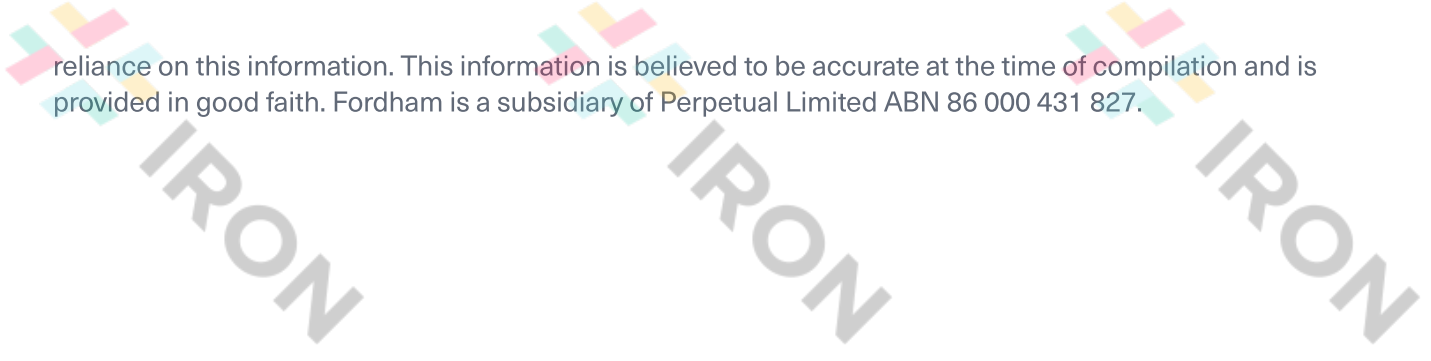 reliance on this information. This information is believed to be accurate at the time of compilation and is
provided in good faith. Fordham is a subsidiary of Perpetual Limited ABN 86 000 431 827.
IRON
IRON
IRON